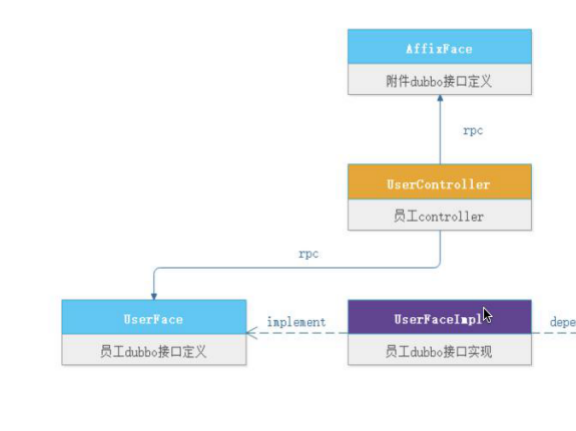 AffixFace
附件dubbo接口定义
rpc
UserController
员工controller
rpc
UserFace
员工dubbo接口定义
implement
UserFaceImpl
员工dubbo接口实现
depe